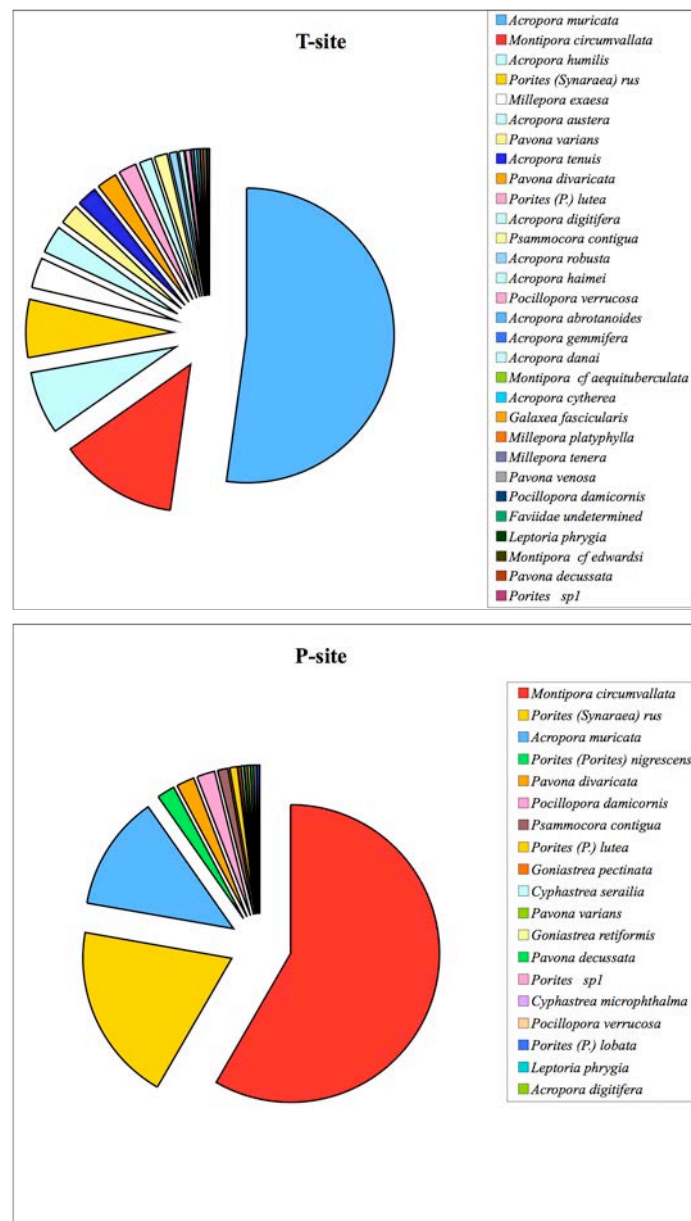 T-site
Acropora muricata
Montipora circumvallata
Acropora humilis
Porites (Synaraea) rus
Millepora exaesa
Acropora austera
Pavona varians
Acropora tenuis
Pavona divaricata
Porites (P.) lutea
Acropora digitifera
Psammocora contigua
Acropora robusta
Acropora haimei
Pocillopora verrucosa
Acropora abrotanoides
Acropora gemmifera
Acropora danai
Montipora cf aequituberculata
Acropora cytherea
Galaxea fascicularis
Millepora platyphylla
Millepora tenera
Pavona venosa
Pocillopora damicornis
Faviidae undetermined
Leptoria phrygia
Montipora cf edwardsi
Pavona decussata
Porites sp1
P-site
Montipora circumvallata
Porites (Synaraea) rus
Acropora muricata
Porites (Porites) nigrescens
Pavona divaricata
Pocillopora damicornis
Psammocora contigua
Porites (P.) lutea
Goniastrea pectinata
Cyphastrea serailia
Pavona varians
Goniastrea retiformis
Pavona decussata
Porites sp1
Cyphastrea microphthalma
Pocillopora verrucosa
Porites (P.) lobata
Leptoria phrygia
Acropora digitifera